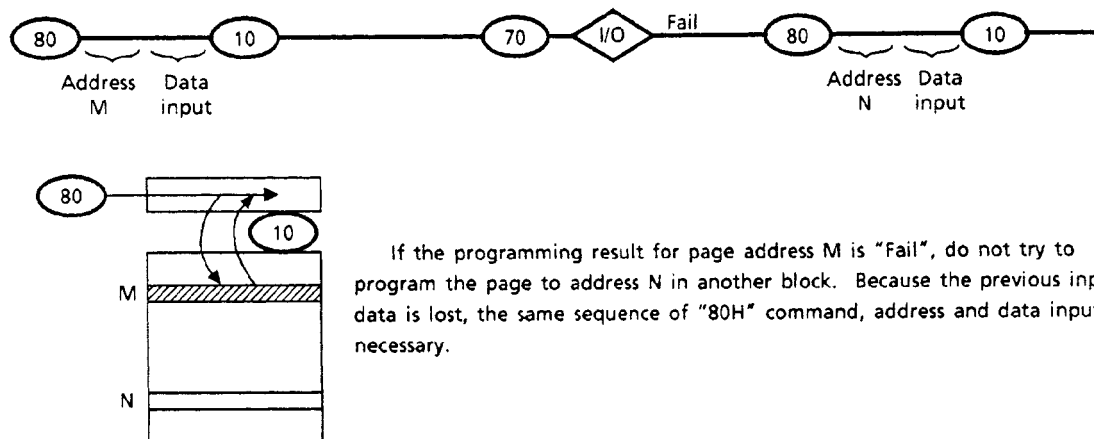 80 10 70 I/O Fail 80 10
Address Data Address Data
M input N input
80
10
If the programming result for page address M is "Fail", do not try to
M program the page to address N in another block. Because the previous inp
data is lost, the same sequence of "80H" command, address and data input
necessary.
N